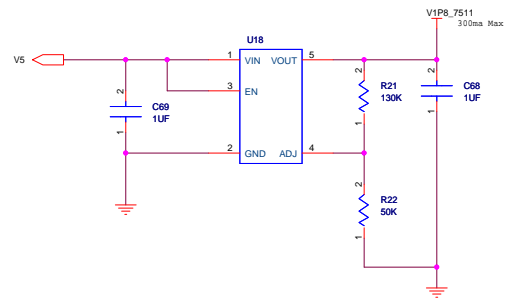 V1P8_7511
300ma Max
U18
V5
1 VIN VOUT 5
3 EN
2 GND ADJ 4
2
C69
1UF
1
2
R21
130K
1
2
C68
1UF
1
2
R22
50K
1